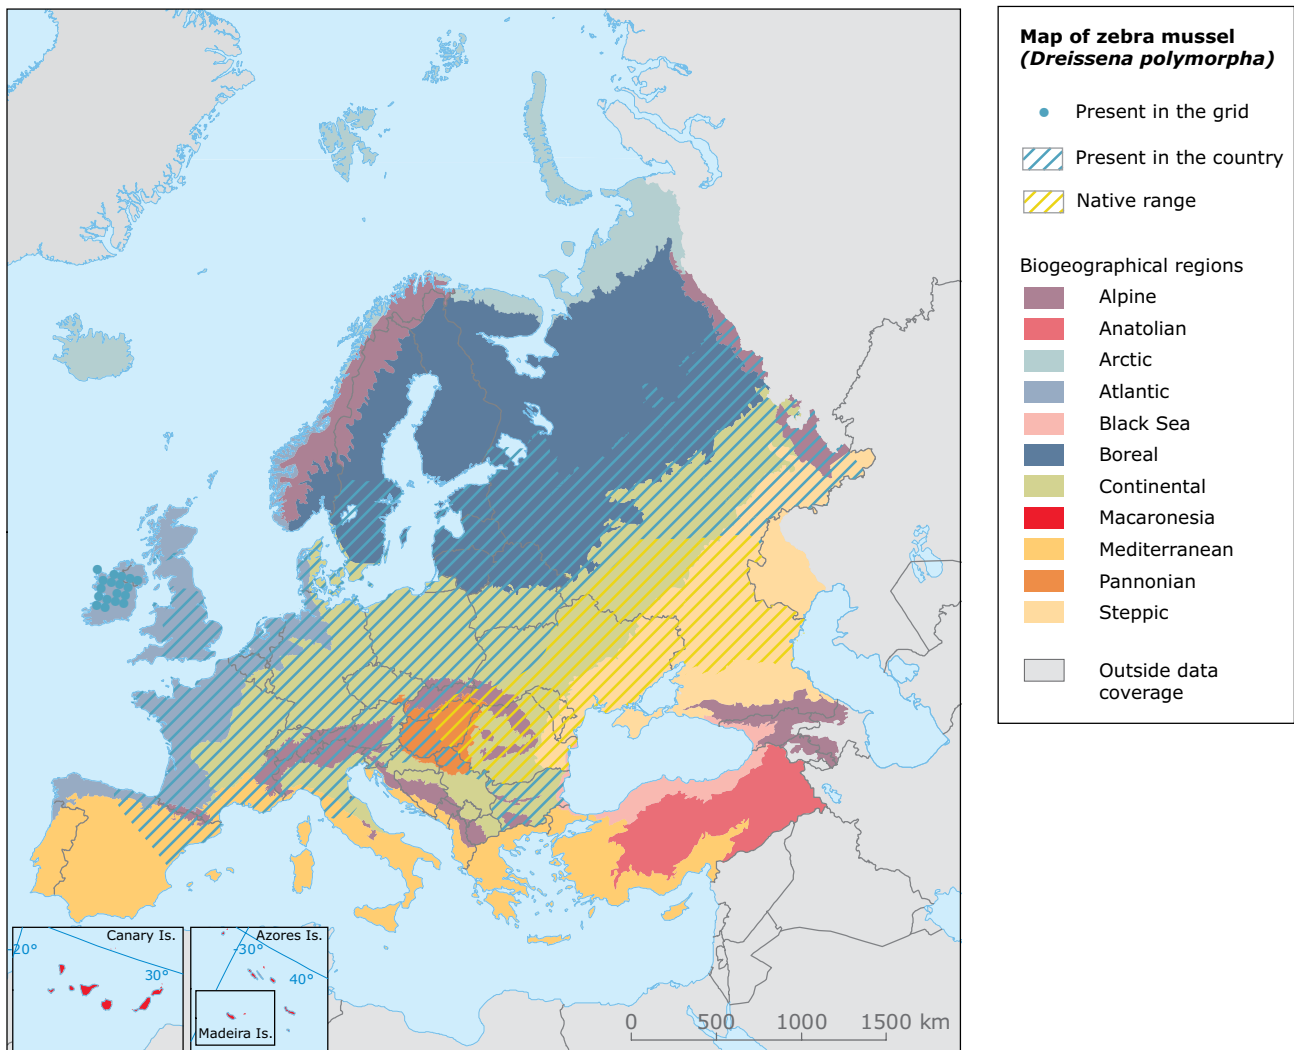 Map of zebra mussel
(Dreissena polymorpha)
Present in the grid
Present in the country
Native range
Biogeographical regions
Alpine
Anatolian
Arctic
Atlantic
Black Sea
Boreal
Continental
Macaronesia
Mediterranean
Pannonian
Steppic
Outside data
coverage
Canary Is.
20°
30°
Azores Is.
-30°
40°
Madeira Is.
0 500 1000 1500 km